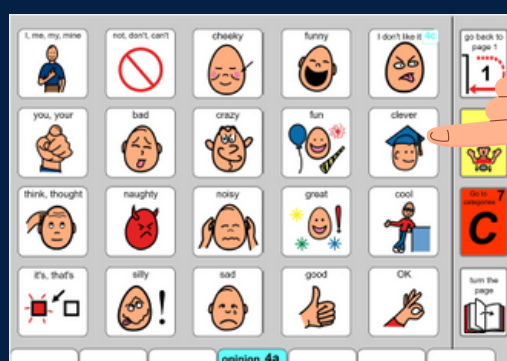 I, me, my, mine
not, don't, can't
cheeky
funny
I don't like it 4c
go back to
page 1
1
you, your
bad
crazy
fun
clever
think, thought
naughty
noisy
great
cool
Go to 7
categories
C
it's, that's
silly
sad
good
OK
turn the
page
opinion 4a